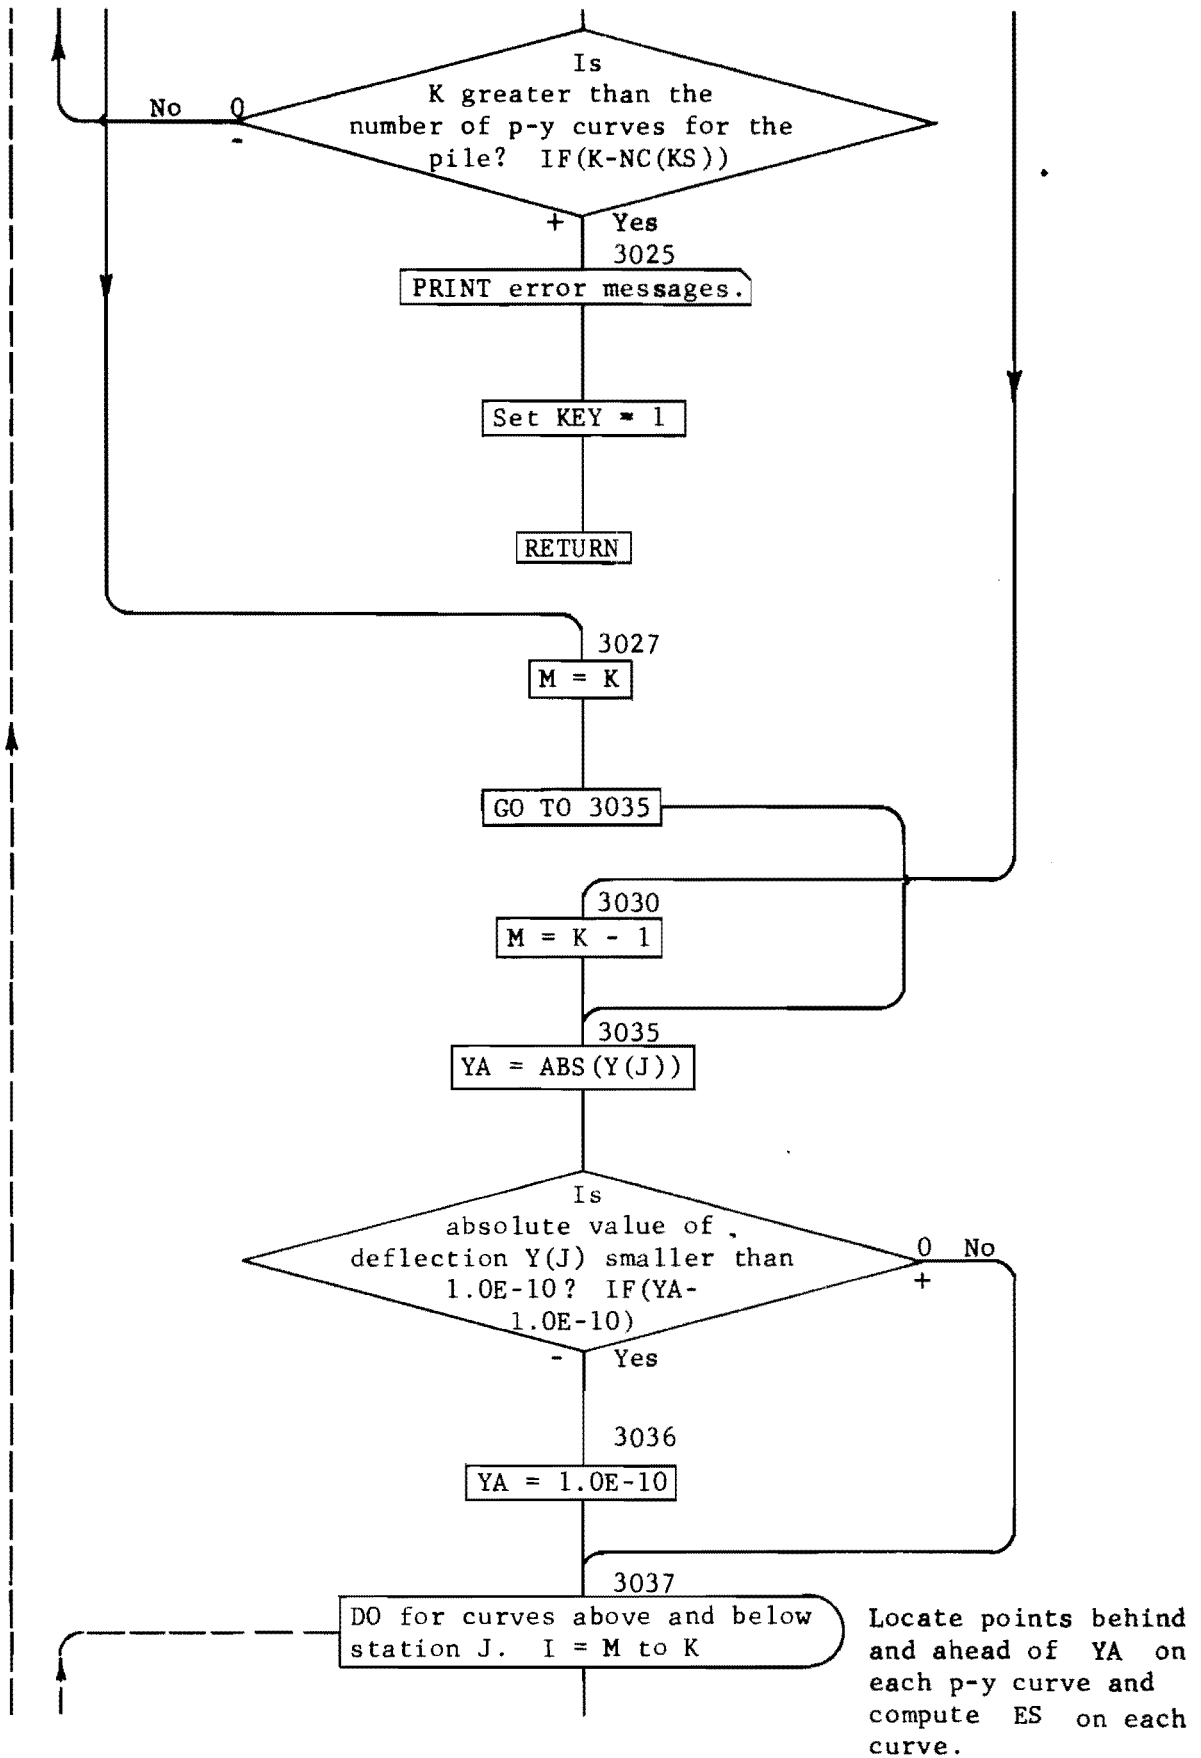 Is
K greater than the
number of p-y curves for the
pile? IF(K-NC(KS))
No 0
-
+ Yes
3025
PRINT error messages.
Set KEY = 1
RETURN
3027
M = K
GO TO 3035
3030
M = K - 1
3035
YA = ABS(Y(J))
Is
absolute value of
deflection Y(J) smaller than
1.0E-10? IF(YA-
1.0E-10)
0 No
+
- Yes
3036
YA = 1.0E-10
3037
DO for curves above and below
station J. I = M to K
Locate points behind
and ahead of YA on
each p-y curve and
compute ES on each
curve.